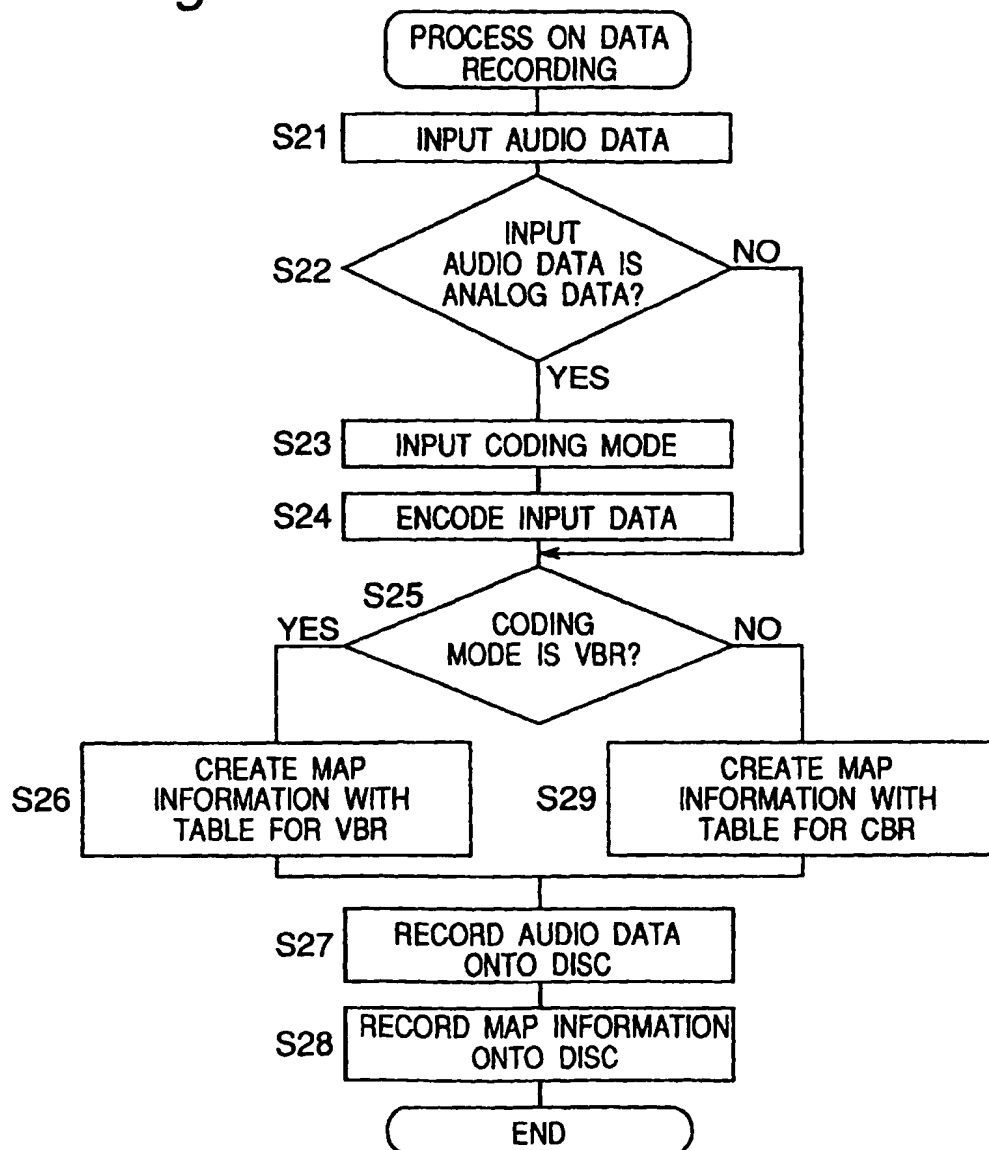 g
PROCESS ON DATA
RECORDING
S21
INPUT AUDIO DATA
S22
INPUT
AUDIO DATA IS
ANALOG DATA?
NO
YES
S23
INPUT CODING MODE
S24
ENCODE INPUT DATA
S25
YES
CODING
MODE IS VBR?
NO
S26
CREATE MAP
INFORMATION WITH
TABLE FOR VBR
S29
CREATE MAP
INFORMATION WITH
TABLE FOR CBR
S27
RECORD AUDIO DATA
ONTO DISC
S28
RECORD MAP INFORMATION
ONTO DISC
END